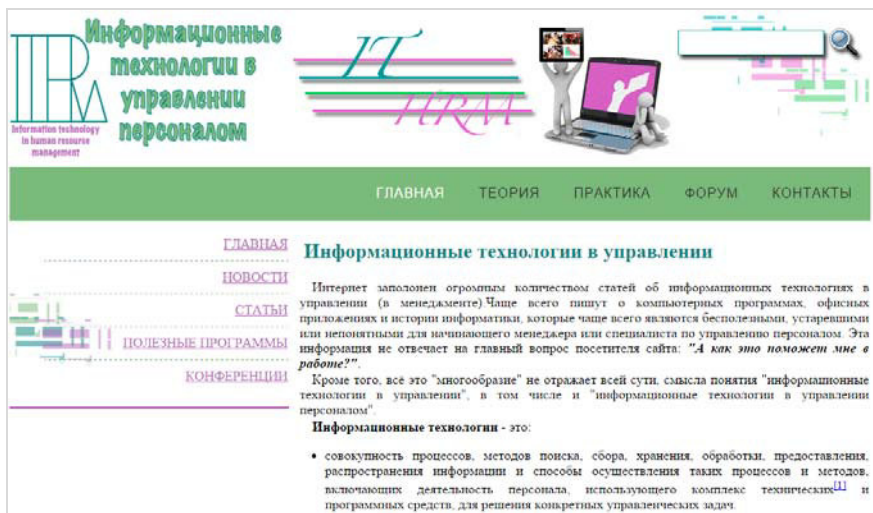 Информационные
технологии в
управлении
персоналом
Information technology
in human resource
management
IT
HRM
ГЛАВНАЯ ТЕОРИЯ ПРАКТИКА ФОРУМ КОНТАКТЫ
ГЛАВНАЯ
НОВОСТИ
СТАТЬИ
ПОЛЕЗНЫЕ ПРОГРАММЫ
КОНФЕРЕНЦИИ
Информационные технологии в управлении
Интернет заполонен огромным количеством статей об информационных технологиях в
управлении (в менеджменте).Чаще всего пишут о компьютерных программах, офисных
приложениях и истории информатики, которые чаще всего являются бесполезными, устаревшими
или непонятными для начинающего менеджера или специалиста по управлению персоналом. Эта
информация не отвечает на главный вопрос посетителя сайта: "А как это поможет мне в
работе?".
Кроме того, всё это "многообразие" не отражает всей сути, смысла понятия "информационные
технологии в управлении", в том числе и "информационные технологии в управлении
персоналом".
Информационные технологии - это:
• совокупность процессов, методов поиска, сбора, хранения, обработки, предоставления,
распространения информации и способы осуществления таких процессов и методов,
включающих деятельность персонала, использующего комплекс технических[1] и
программных средств, для решения конкретных управленческих задач.